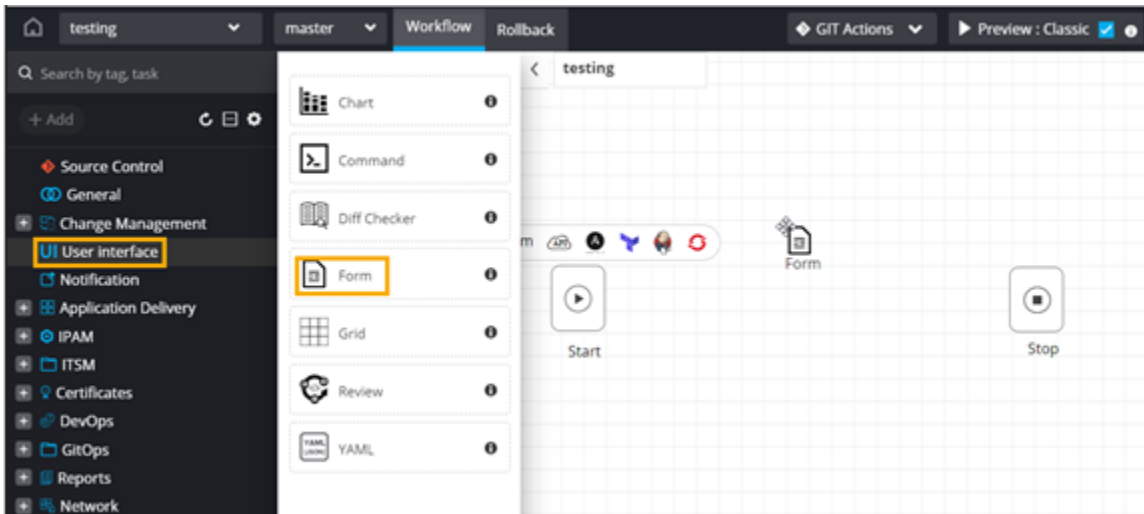 testing
master
Workflow
Rollback
GIT Actions
Preview : Classic
Search by tag, task
+ Add
Source Control
General
Change Management
User interface
Notification
Application Delivery
IPAM
ITSM
Certificates
DevOps
GitOps
Reports
Network
Chart
Command
Diff Checker
Form
Grid
Review
YAML
testing
m
API
Form
Start
Stop